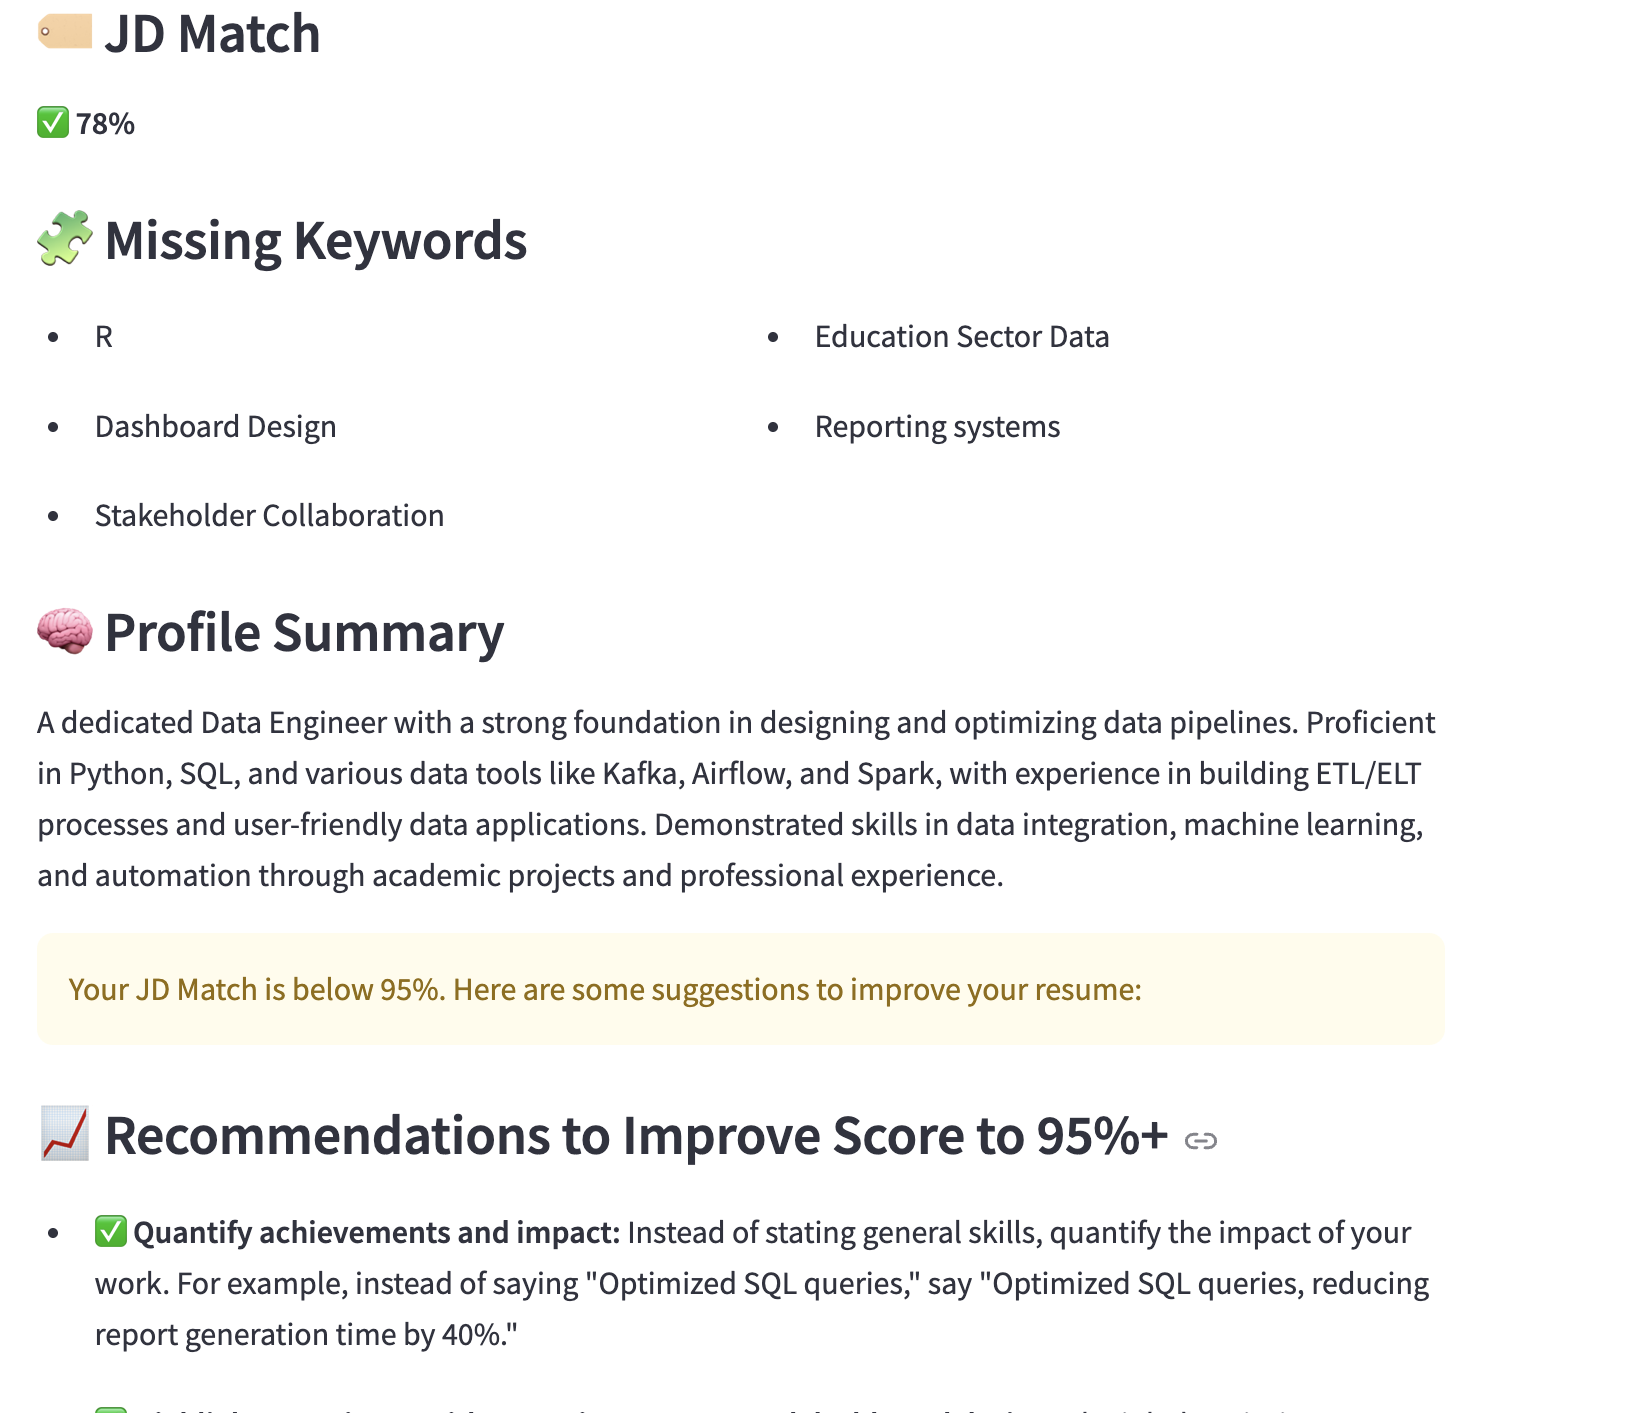 JD Match
78%
Missing Keywords
R
Education Sector Data
Dashboard Design
Reporting systems
Stakeholder Collaboration
Profile Summary
A dedicated Data Engineer with a strong foundation in designing and optimizing data pipelines. Proficient
in Python, SQL, and various data tools like Kafka, Airflow, and Spark, with experience in building ETL/ELT
processes and user-friendly data applications. Demonstrated skills in data integration, machine learning,
and automation through academic projects and professional experience.
Your JD Match is below 95%. Here are some suggestions to improve your resume:
Recommendations to Improve Score to 95%+
Quantify achievements and impact: Instead of stating general skills, quantify the impact of your
work. For example, instead of saying "Optimized SQL queries," say "Optimized SQL queries, reducing
report generation time by 40%."